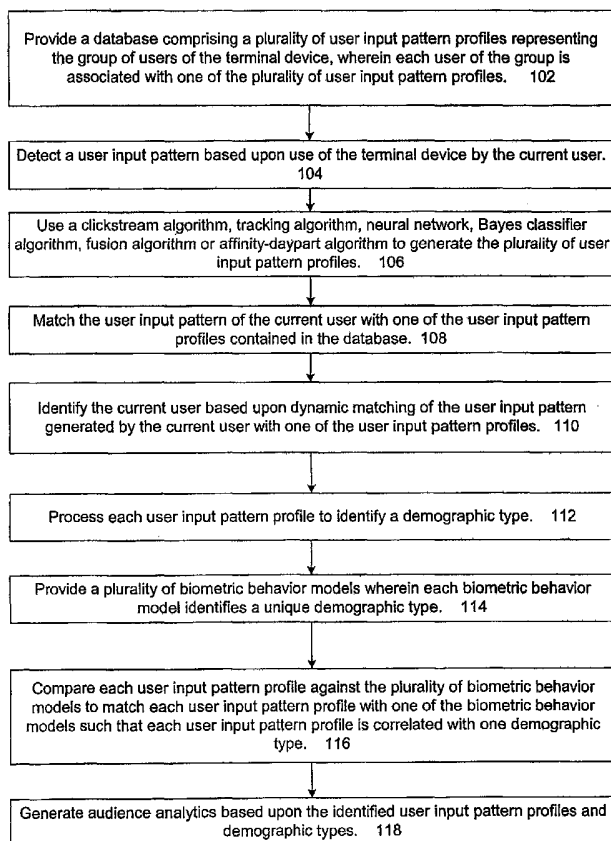 Provide a database comprising a plurality of user input pattern profiles representing
the group of users of the terminal device, wherein each user of the group is
associated with one of the plurality of user input pattern profiles. 102
Detect a user input pattern based upon use of the terminal device by the current user.
104
Use a clickstream algorithm, tracking algorithm, neural network, Bayes classifier
algorithm, fusion algorithm or affinity-daypart algorithm to generate the plurality of user
input pattern profiles. 106
Match the user input pattern of the current user with one of the user input pattern
profiles contained in the database. 108
Identify the current user based upon dynamic matching of the user input pattern
generated by the current user with one of the user input pattern profiles. 110
Process each user input pattern profile to identify a demographic type. 112
Provide a plurality of biometric behavior models wherein each biometric behavior
model identifies a unique demographic type. 114
Compare each user input pattern profile against the plurality of biometric behavior
models to match each user input pattern profile with one of the biometric behavior
models such that each user input pattern profile is correlated with one demographic
type. 116
Generate audience analytics based upon the identified user input pattern profiles and
demographic types. 118